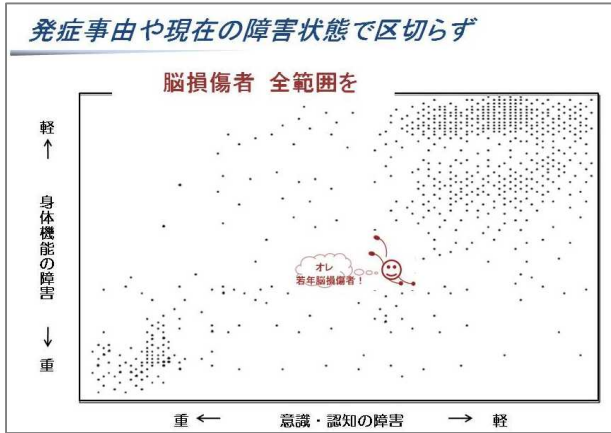 発症事由や現在の障害状態で区切らず
脳損傷者 全範囲を
軽
↑
身体機能の障害
↓
重
オレ
若年脳損傷者！
重 ← 意識・認知の障害 → 軽